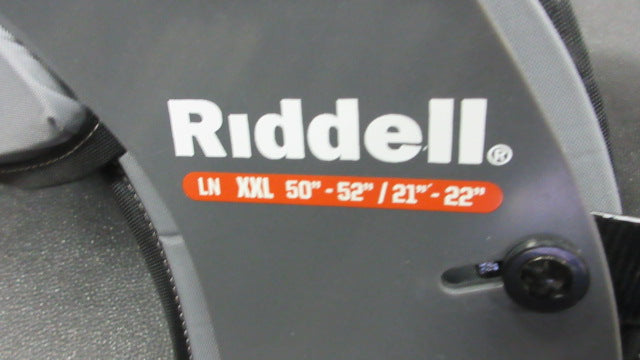 Riddell®
LN XXL 50" - 52" / 21" - 22"